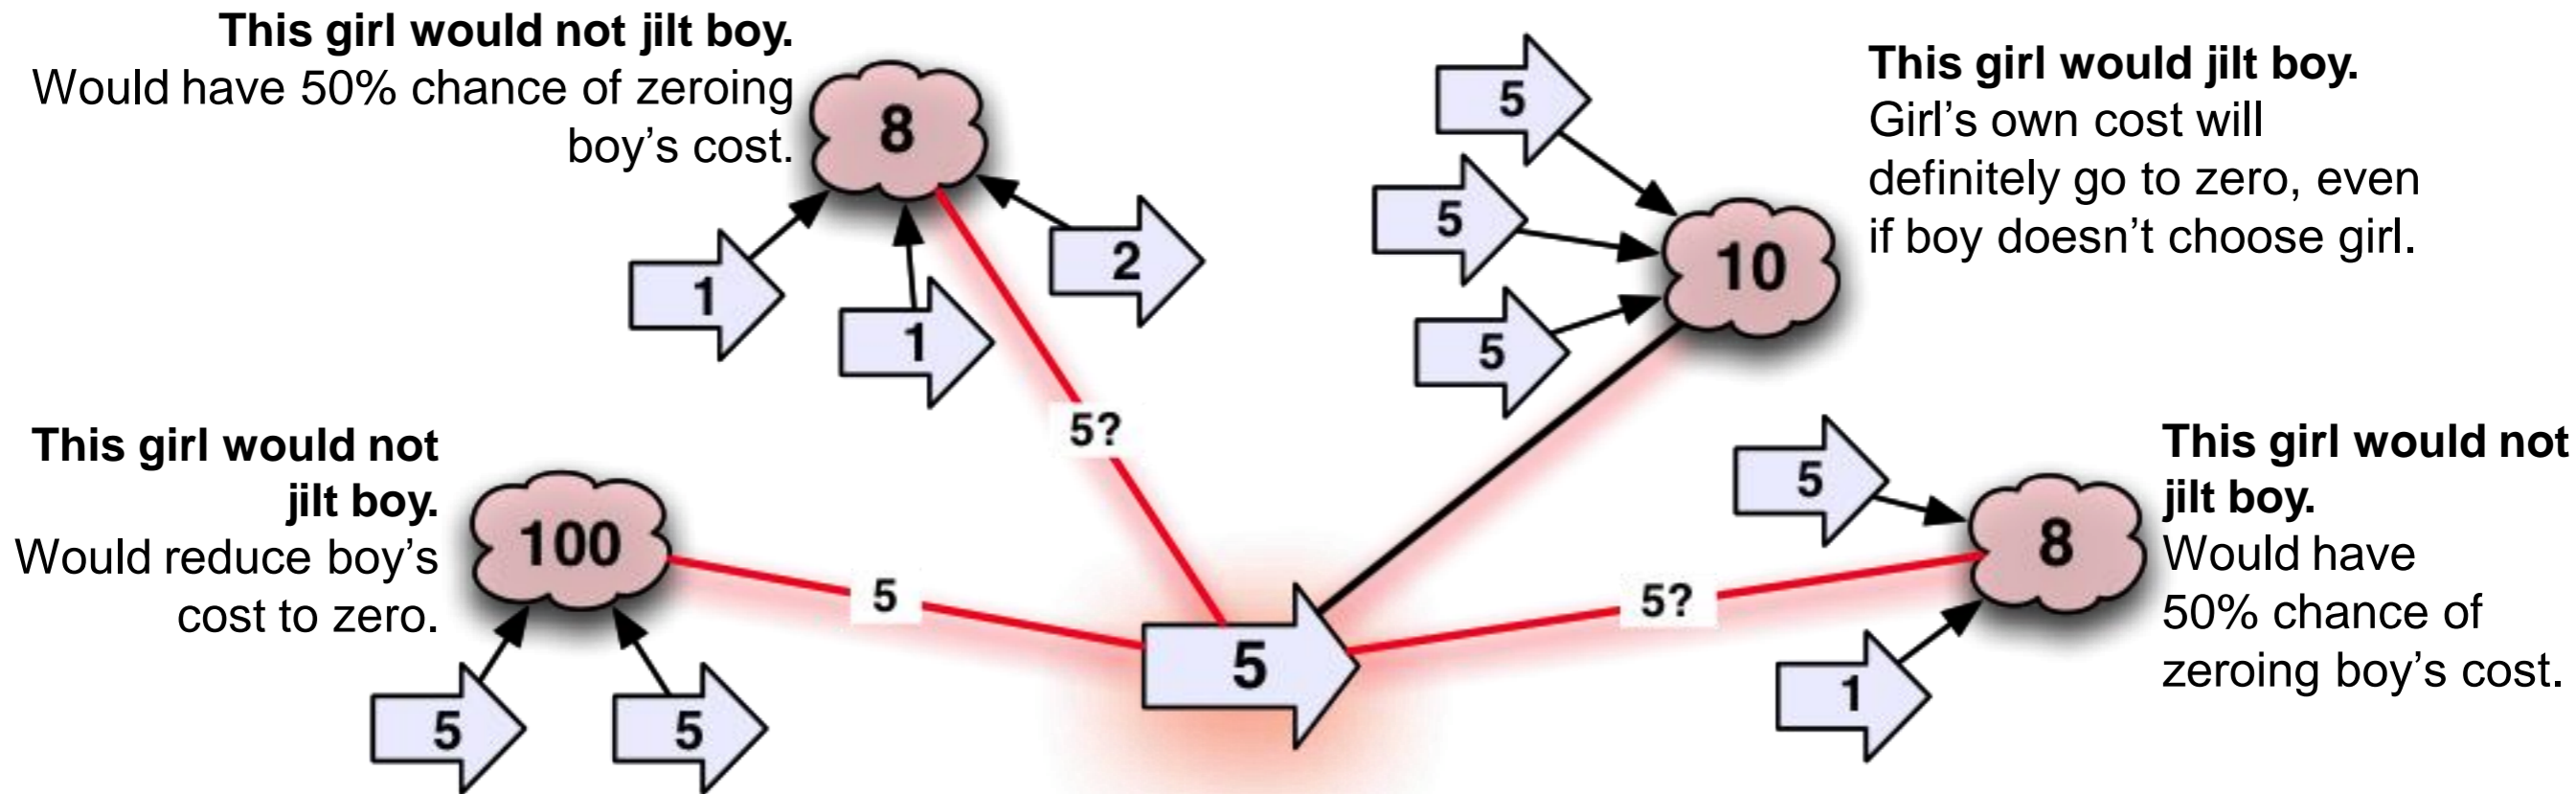 This girl would not jilt boy.
Would have 50% chance of zeroing
boy's cost.
8
1
1
2
5?
5
5
5
10
This girl would jilt boy.
Girl's own cost will
definitely go to zero, even
if boy doesn't choose girl.
This girl would not
jilt boy.
Would reduce boy's
cost to zero.
100
5
5
5
5
5?
5
1
8
This girl would not
jilt boy.
Would have
50% chance of
zeroing boy's cost.